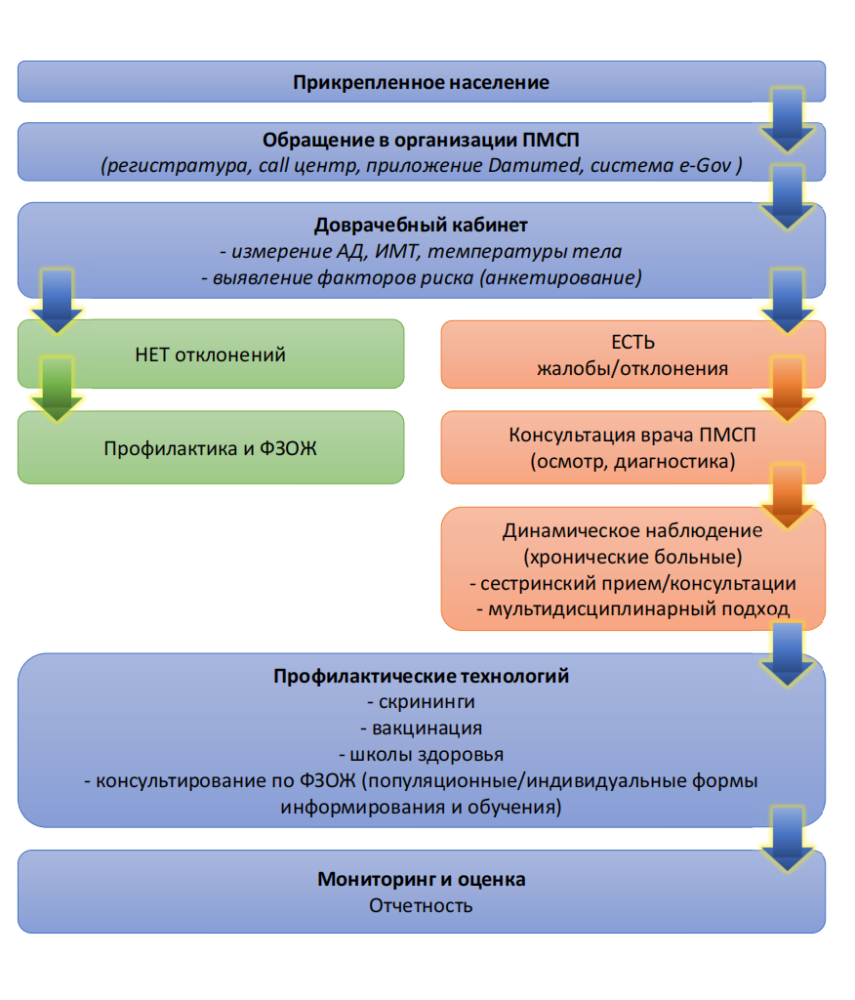 Прикрепленное население
Обращение в организации ПМСП
(регистратура, call центр, приложение Datumed, система e-Gov )
Доврачебный кабинет
- измерение АД, ИМТ, температуры тела
- выявление факторов риска (анкетирование)
НЕТ отклонений
Профилактика и ФЗОЖ
ЕСТЬ
жалобы/отклонения
Консультация врача ПМСП
(осмотр, диагностика)
Динамическое наблюдение
(хронические больные)
- сестринский прием/консультации
- мультидисциплинарный подход
Профилактические технологий
- скрининги
- вакцинация
- школы здоровья
- консультирование по ФЗОЖ (популяционные/индивидуальные формы
информирования и обучения)
Мониторинг и оценка
Отчетность